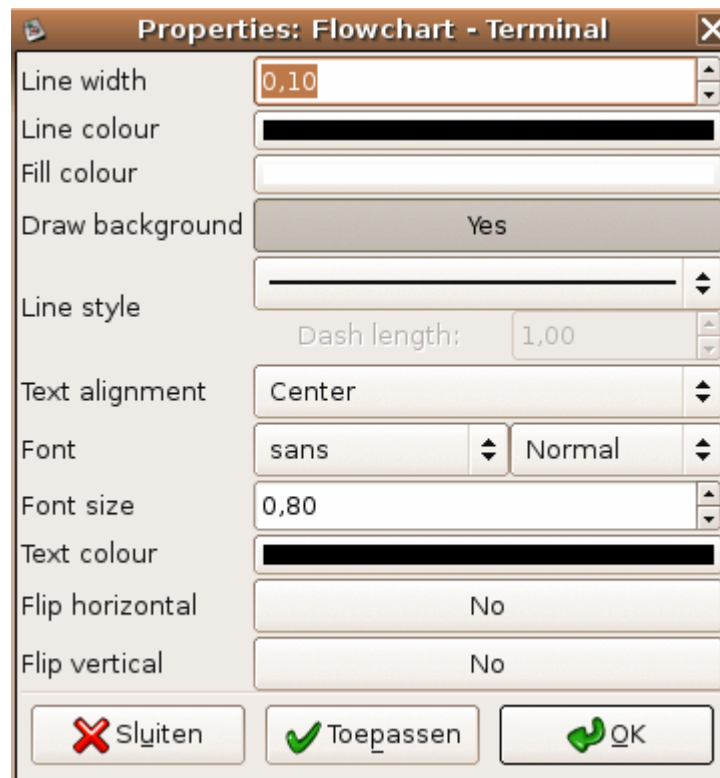 Properties: Flowchart - Terminal
Line width 0,10
Line colour
Fill colour
Draw background Yes
Line style
Dash length: 1,00
Text alignment Center
Font sans Normal
Font size 0,80
Text colour
Flip horizontal No
Flip vertical No
Sluiten Toepassen OK